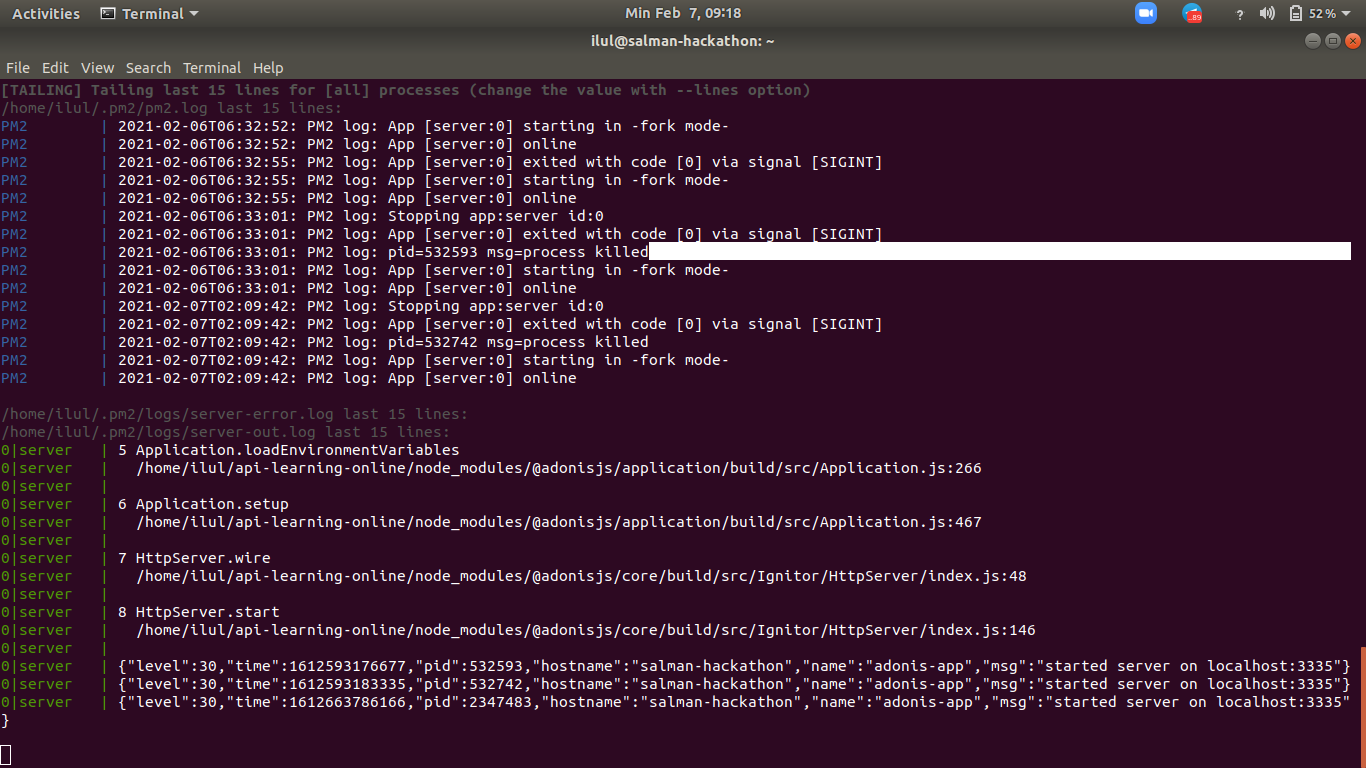 Activities Terminal Min Feb 7, 09:18 .89 ? 52%
ilul@salman-hackathon: ~
File Edit View Search Terminal Help
[TAILING] Tailing last 15 lines for [all] processes (change the value with --lines option)
/home/ilul/.pm2/pm2.log last 15 lines:
PM2 | 2021-02-06T06:32:52: PM2 log: App [server:0] starting in -fork mode-
PM2 | 2021-02-06T06:32:52: PM2 log: App [server:0] online
PM2 | 2021-02-06T06:32:55: PM2 log: App [server:0] exited with code [0] via signal [SIGINT]
PM2 | 2021-02-06T06:32:55: PM2 log: App [server:0] starting in -fork mode-
PM2 | 2021-02-06T06:32:55: PM2 log: App [server:0] online
PM2 | 2021-02-06T06:33:01: PM2 log: Stopping app:server id:0
PM2 | 2021-02-06T06:33:01: PM2 log: App [server:0] exited with code [0] via signal [SIGINT]
PM2 | 2021-02-06T06:33:01: PM2 log: pid=532593 msg=process killed
PM2 | 2021-02-06T06:33:01: PM2 log: App [server:0] starting in -fork mode-
PM2 | 2021-02-06T06:33:01: PM2 log: App [server:0] online
PM2 | 2021-02-07T02:09:42: PM2 log: Stopping app:server id:0
PM2 | 2021-02-07T02:09:42: PM2 log: App [server:0] exited with code [0] via signal [SIGINT]
PM2 | 2021-02-07T02:09:42: PM2 log: pid=532742 msg=process killed
PM2 | 2021-02-07T02:09:42: PM2 log: App [server:0] starting in -fork mode-
PM2 | 2021-02-07T02:09:42: PM2 log: App [server:0] online
/home/ilul/.pm2/logs/server-error.log last 15 lines:
/home/ilul/.pm2/logs/server-out.log last 15 lines:
0|server | 5 Application.loadEnvironmentVariables
0|server | /home/ilul/api-learning-online/node_modules/@adonisjs/application/build/src/Application.js:266
0|server |
0|server | 6 Application.setup
0|server | /home/ilul/api-learning-online/node_modules/@adonisjs/application/build/src/Application.js:467
0|server |
0|server | 7 HttpServer.wire
0|server | /home/ilul/api-learning-online/node_modules/@adonisjs/core/build/src/Ignitor/HttpServer/index.js:48
0|server |
0|server | 8 HttpServer.start
0|server | /home/ilul/api-learning-online/node_modules/@adonisjs/core/build/src/Ignitor/HttpServer/index.js:146
0|server |
0|server | {"level":30,"time":1612593176677,"pid":532593,"hostname":"salman-hackathon","name":"adonis-app","msg":"started server on localhost:3335"}
0|server | {"level":30,"time":1612593183335,"pid":532742,"hostname":"salman-hackathon","name":"adonis-app","msg":"started server on localhost:3335"}
0|server | {"level":30,"time":1612663786166,"pid":2347483,"hostname":"salman-hackathon","name":"adonis-app","msg":"started server on localhost:3335"
}